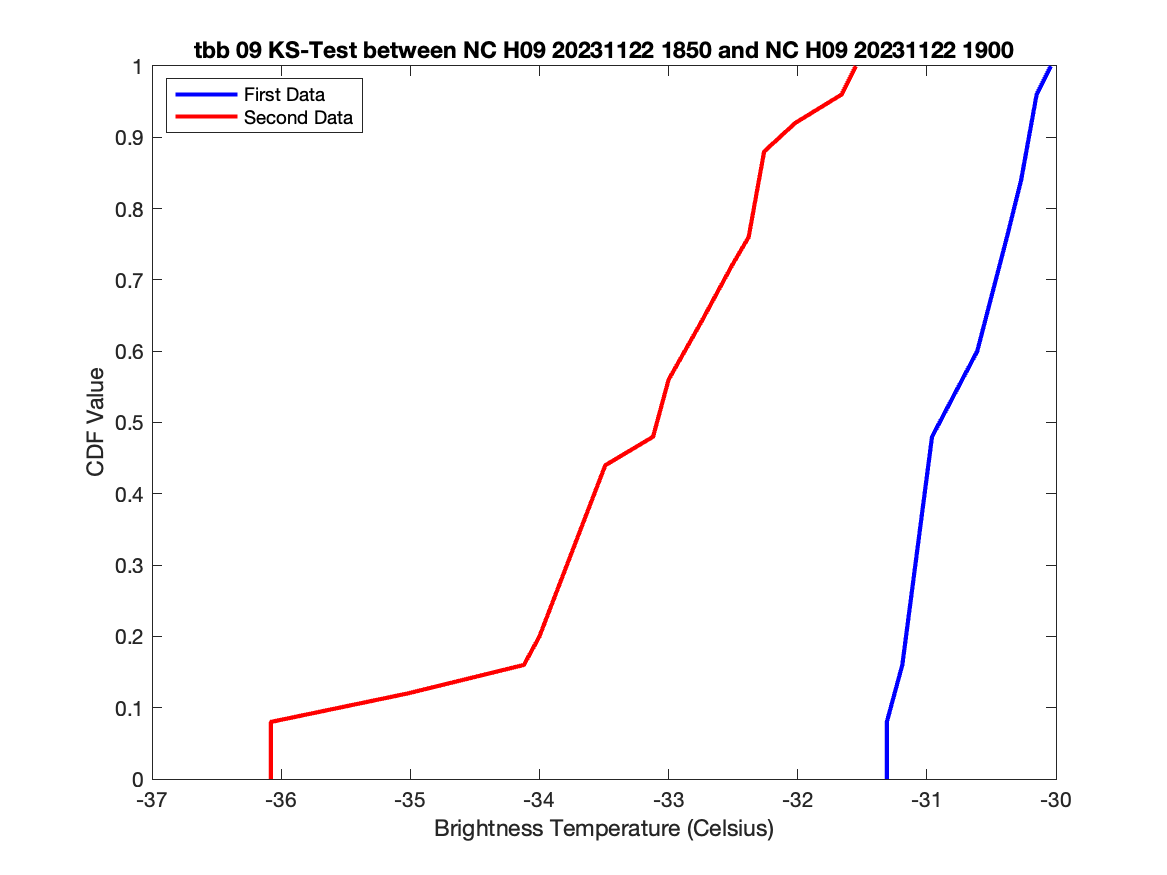 tbb 09 KS-Test between NC H09 20231122 1850 and NC H09 20231122 1900
First Data
Second Data
1
0.9
0.8
0.7
0.6
0.5
0.4
0.3
0.2
0.1
0
CDF Value
-37 -36 -35 -34 -33 -32 -31 -30
Brightness Temperature (Celsius)